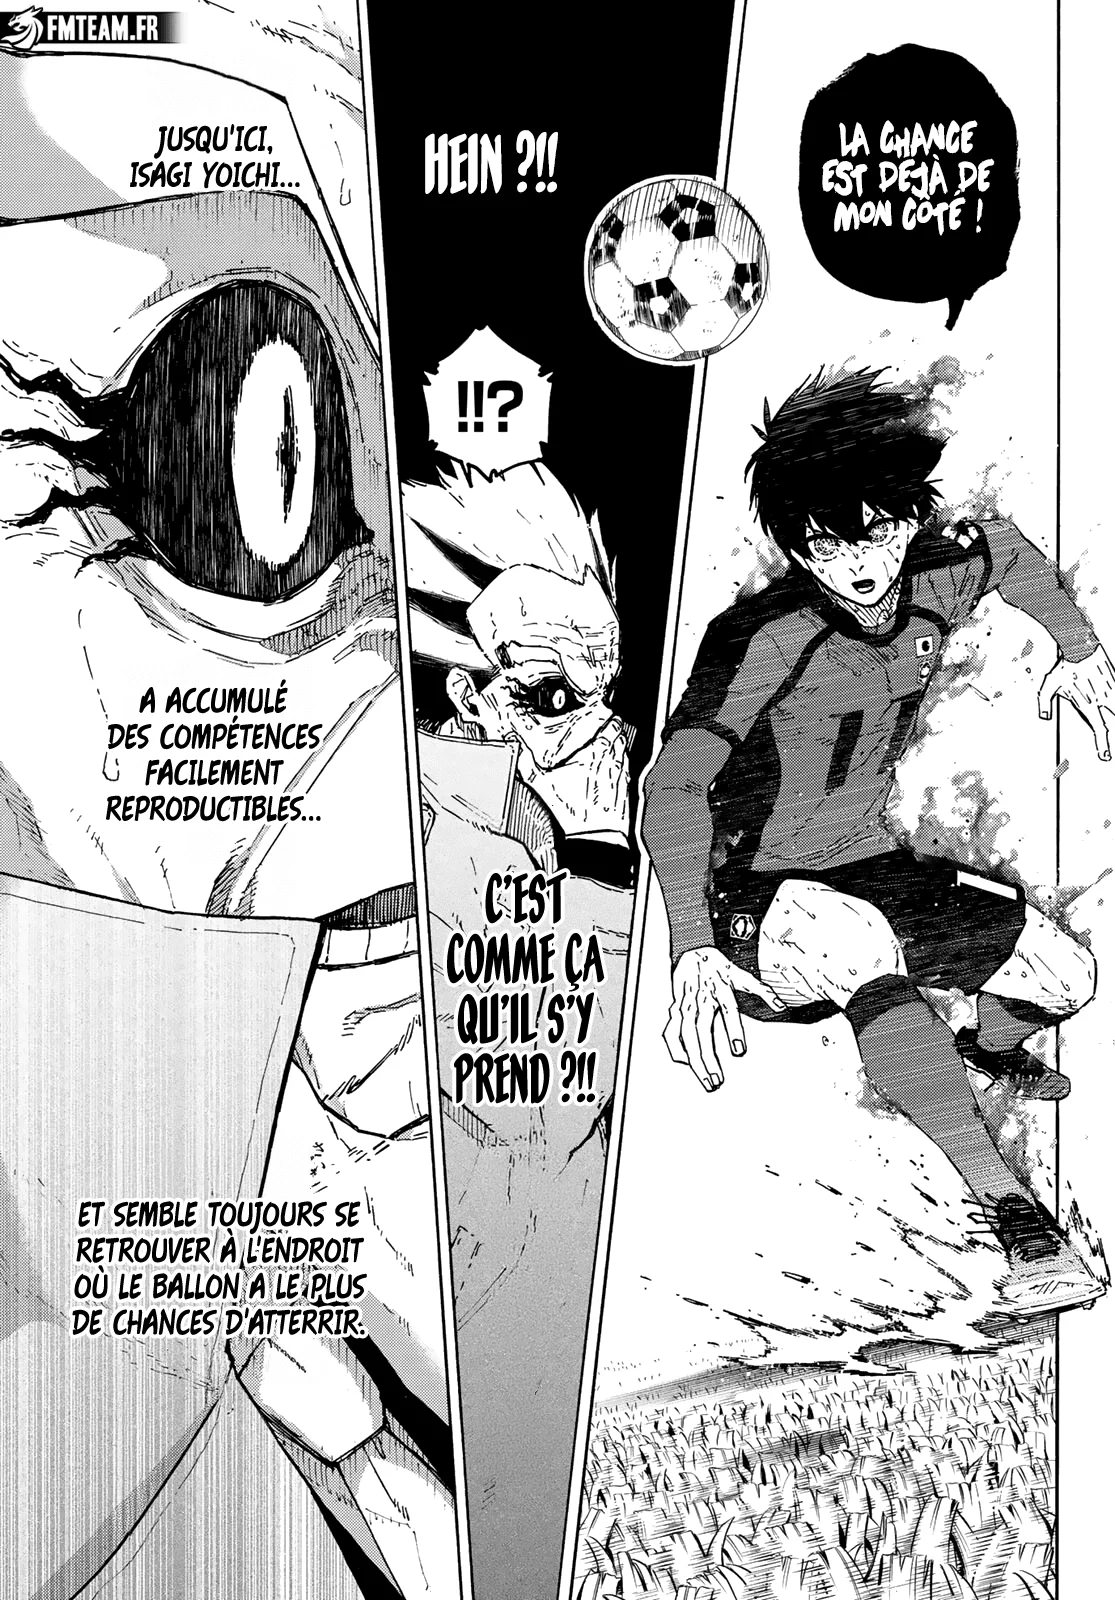 FMTEAM.FR
LA CHANCE
EST DÉJÀ DE
MON CÔTÉ !
HEIN ?!!
!!?
C'EST
COMME ÇA
QU'IL S'Y
PREND ?!!
JUSQU'ICI,
ISAGI YOICHI...
A ACCUMULÉ
DES COMPÉTENCES
FACILEMENT
REPRODUCTIBLES...
ET SEMBLE TOUJOURS SE
RETROUVER À L'ENDROIT
OÙ LE BALLON A LE PLUS
DE CHANCES D'ATTERRIR.
11